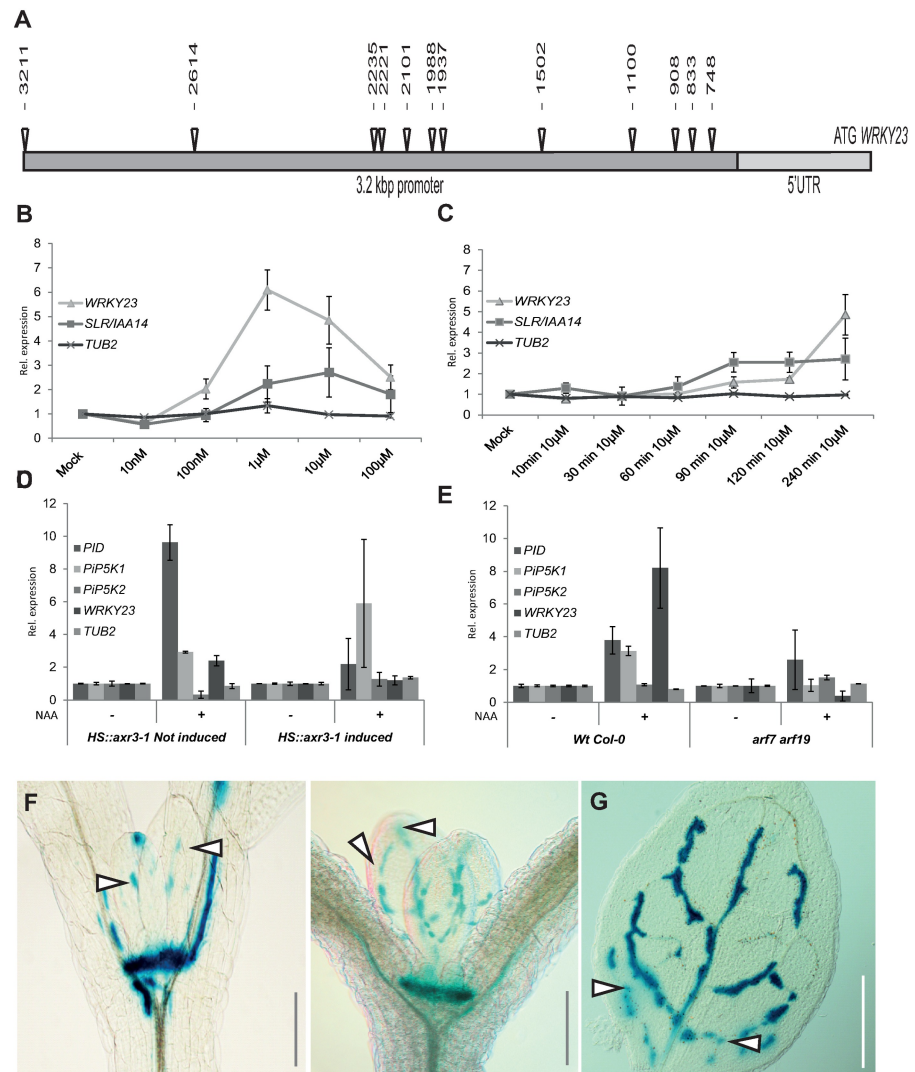 A
- 3211
- 2614
- 2235
- 2221
- 2101
- 1988
- 1937
- 1502
- 1100
- 908
- 833
- 748
ATG WRKY23
3.2 kbp promoter
5'UTR
B
Rel. expression
8
7
6
5
4
3
2
1
0
WRKY23
SLR/IAA14
TUB2
Mock
10nM
100nM
1µM
10µM
100µM
C
Rel. expression
8
7
6
5
4
3
2
1
0
WRKY23
SLR/IAA14
TUB2
Mock
10min 10µM
30 min 10µM
60 min 10µM
90 min 10µM
120 min 10µM
240 min 10µM
D
Rel. expression
12
10
8
6
4
2
0
PID
PiP5K1
PiP5K2
WRKY23
TUB2
NAA
-
+
-
+
HS::axr3-1 Not induced
HS::axr3-1 induced
E
Rel. expression
12
10
8
6
4
2
0
PID
PiP5K1
PiP5K2
WRKY23
TUB2
NAA
-
+
-
+
Wt Col-0
arf7 arf19
F
G